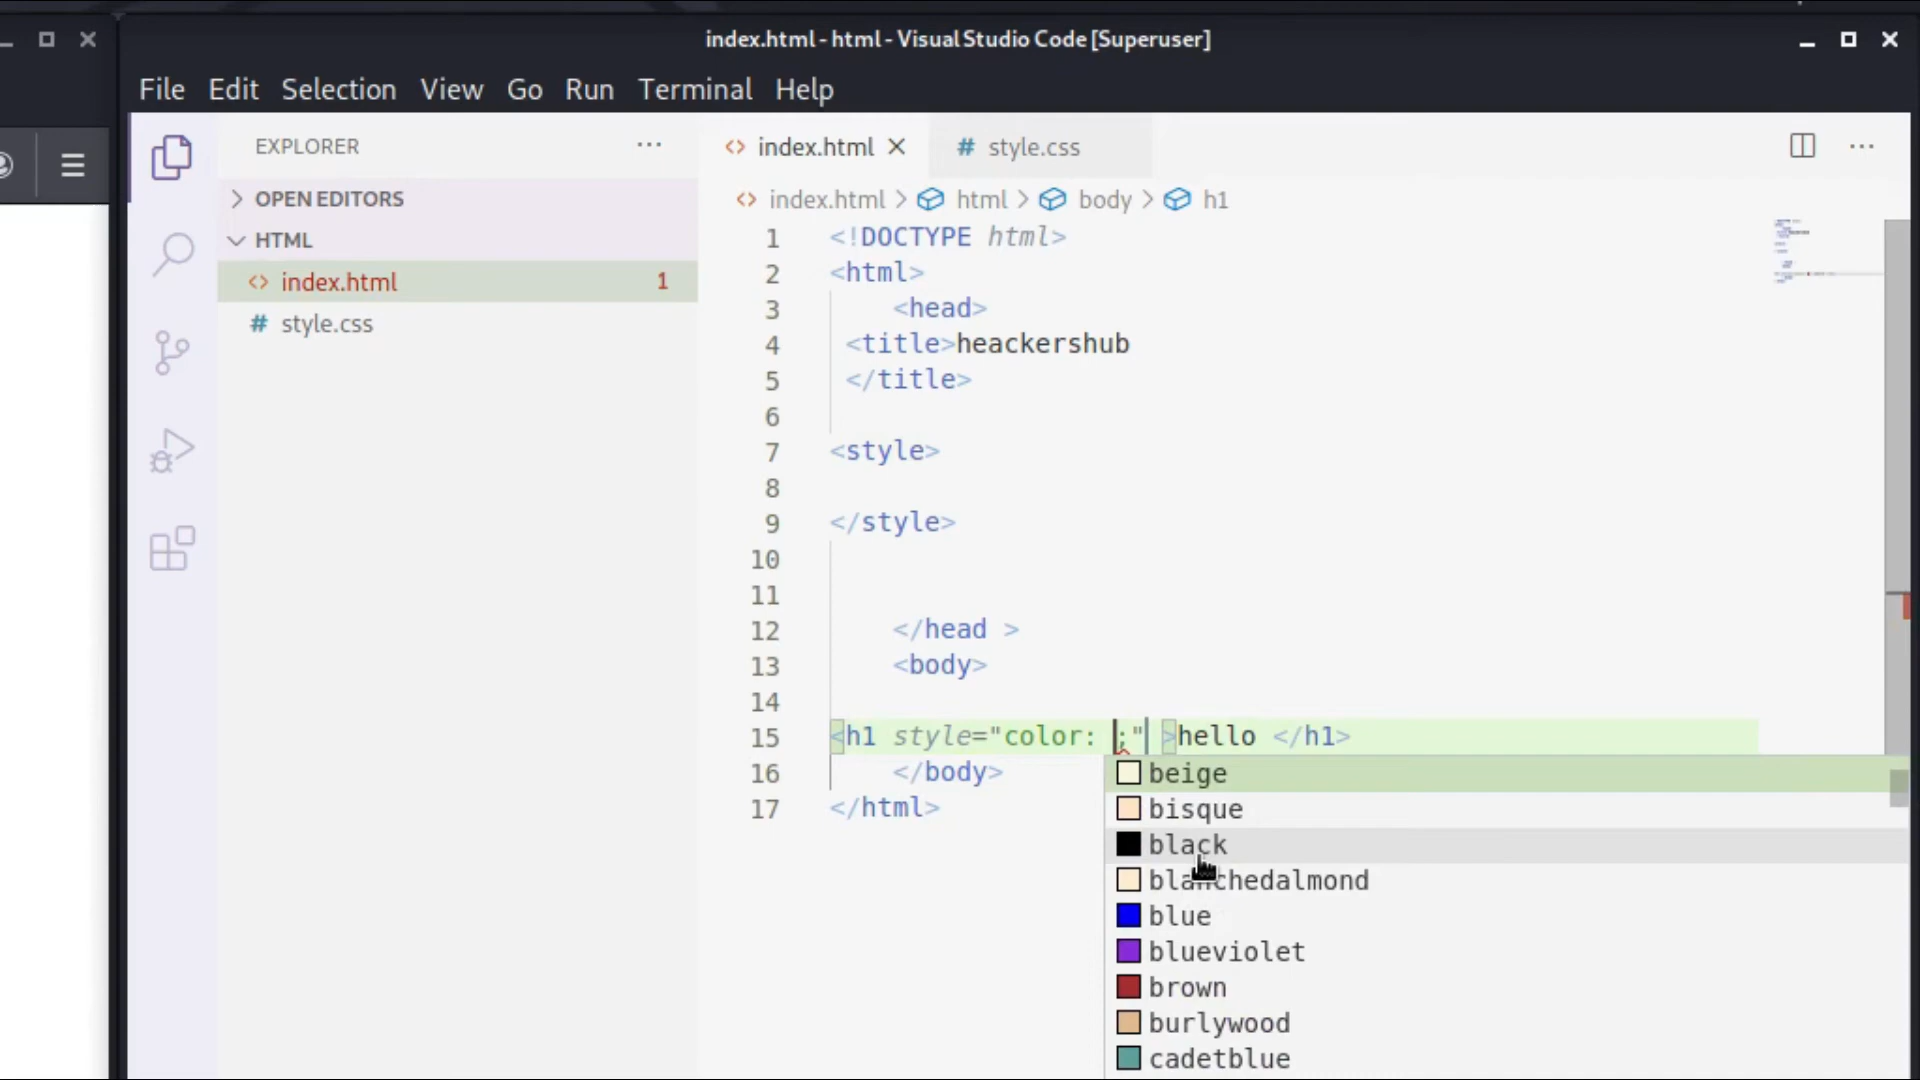 index.html - html - Visual Studio Code [Superuser]
File Edit Selection View Go Run Terminal Help
EXPLORER
OPEN EDITORS
HTML
index.html 1
style.css
index.html
style.css
index.html > html > body > h1
1 <!DOCTYPE html>
2 <html>
3 <head>
4 <title>heackershub
5 </title>
6
7 <style>
8
9 </style>
10
11
12 </head >
13 <body>
14
15 <h1 style="color: ;" >hello </h1>
16 </body>
17 </html>
beige
bisque
black
blanchedalmond
blue
blueviolet
brown
burlywood
cadetblue